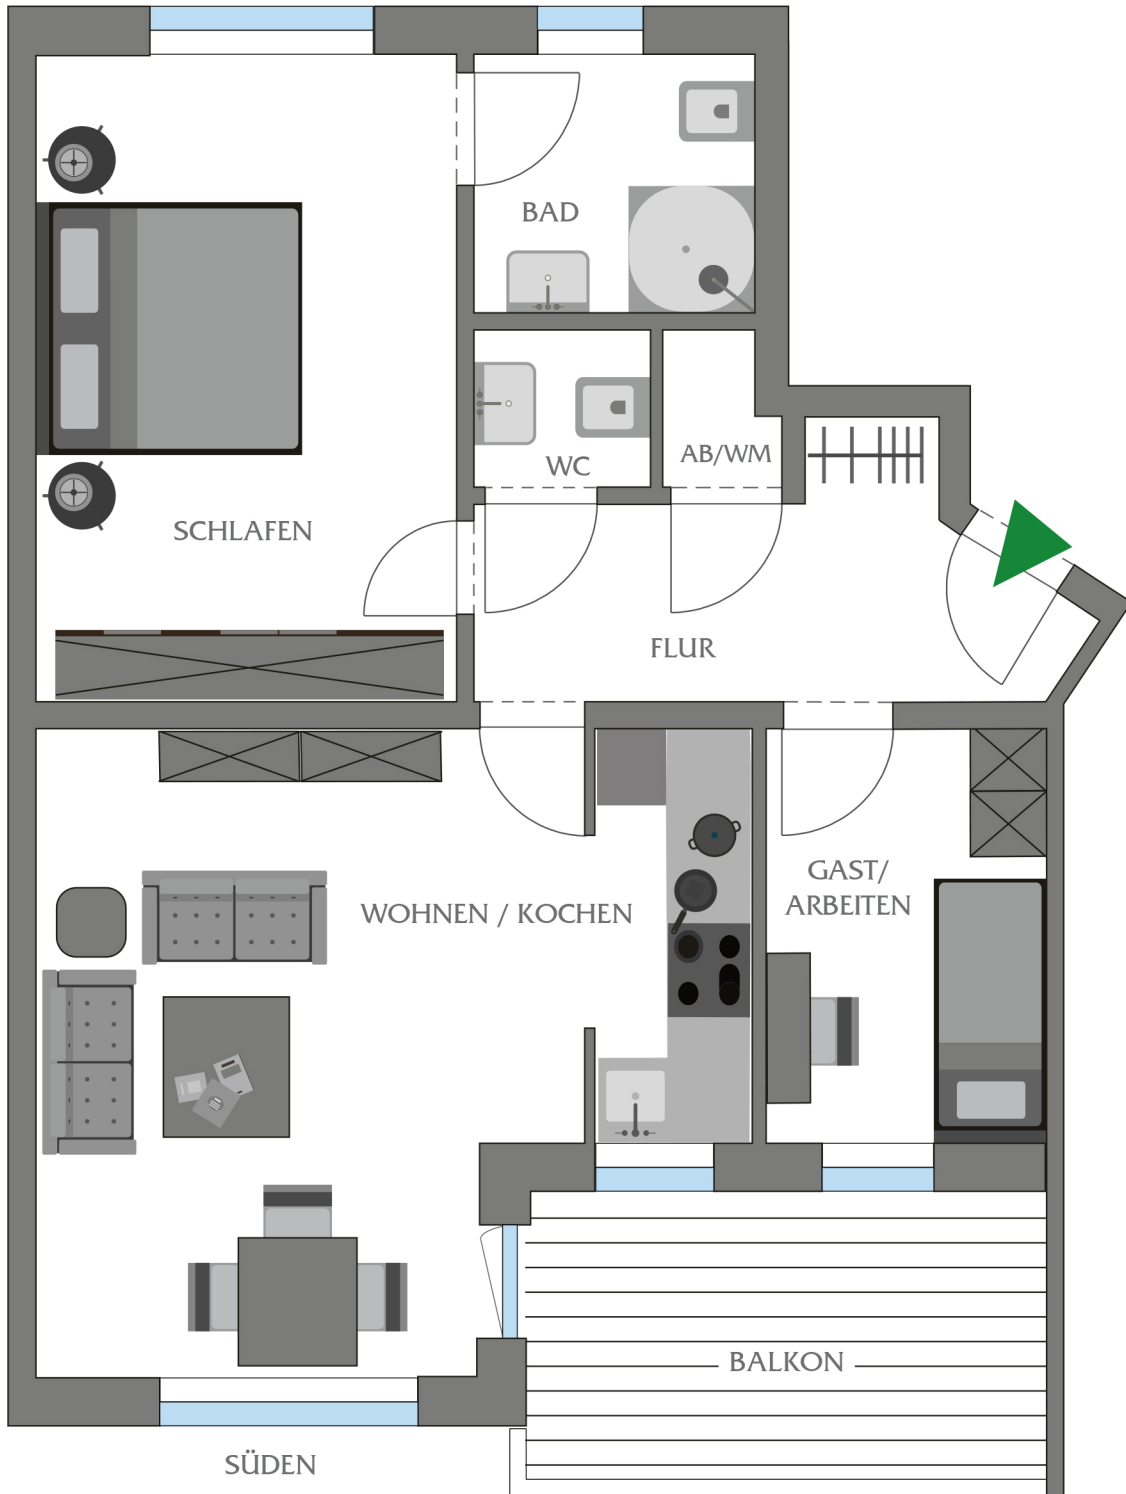 BAD
WC
AB/WM
SCHLAFEN
FLUR
WOHNEN / KOCHEN
GAST/
ARBEITEN
BALKON
SÜDEN